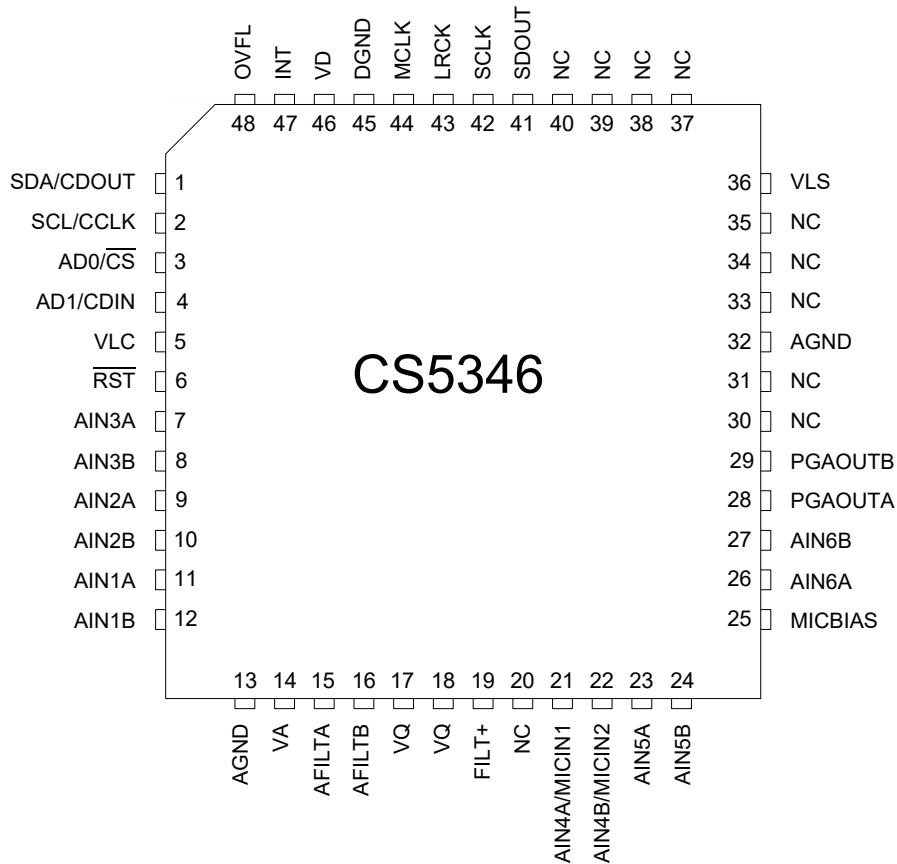 OVFL
INT
VD
DGND
MCLK
LRCK
SCLK
SDOUT
NC
NC
NC
NC
48 47 46 45 44 43 42 41 40 39 38 37
SDA/CDOUT 1
SCL/CCLK 2
AD0/C̅S̅ 3
AD1/CDIN 4
VLC 5
R̅S̅T̅ 6
AIN3A 7
AIN3B 8
AIN2A 9
AIN2B 10
AIN1A 11
AIN1B 12
CS5346
36 VLS
35 NC
34 NC
33 NC
32 AGND
31 NC
30 NC
29 PGAOUTB
28 PGAOUTA
27 AIN6B
26 AIN6A
25 MICBIAS
13 14 15 16 17 18 19 20 21 22 23 24
AGND
VA
AFILTA
AFILTB
VQ
VQ
FILT+
NC
AIN4A/MICIN1
AIN4B/MICIN2
AIN5A
AIN5B